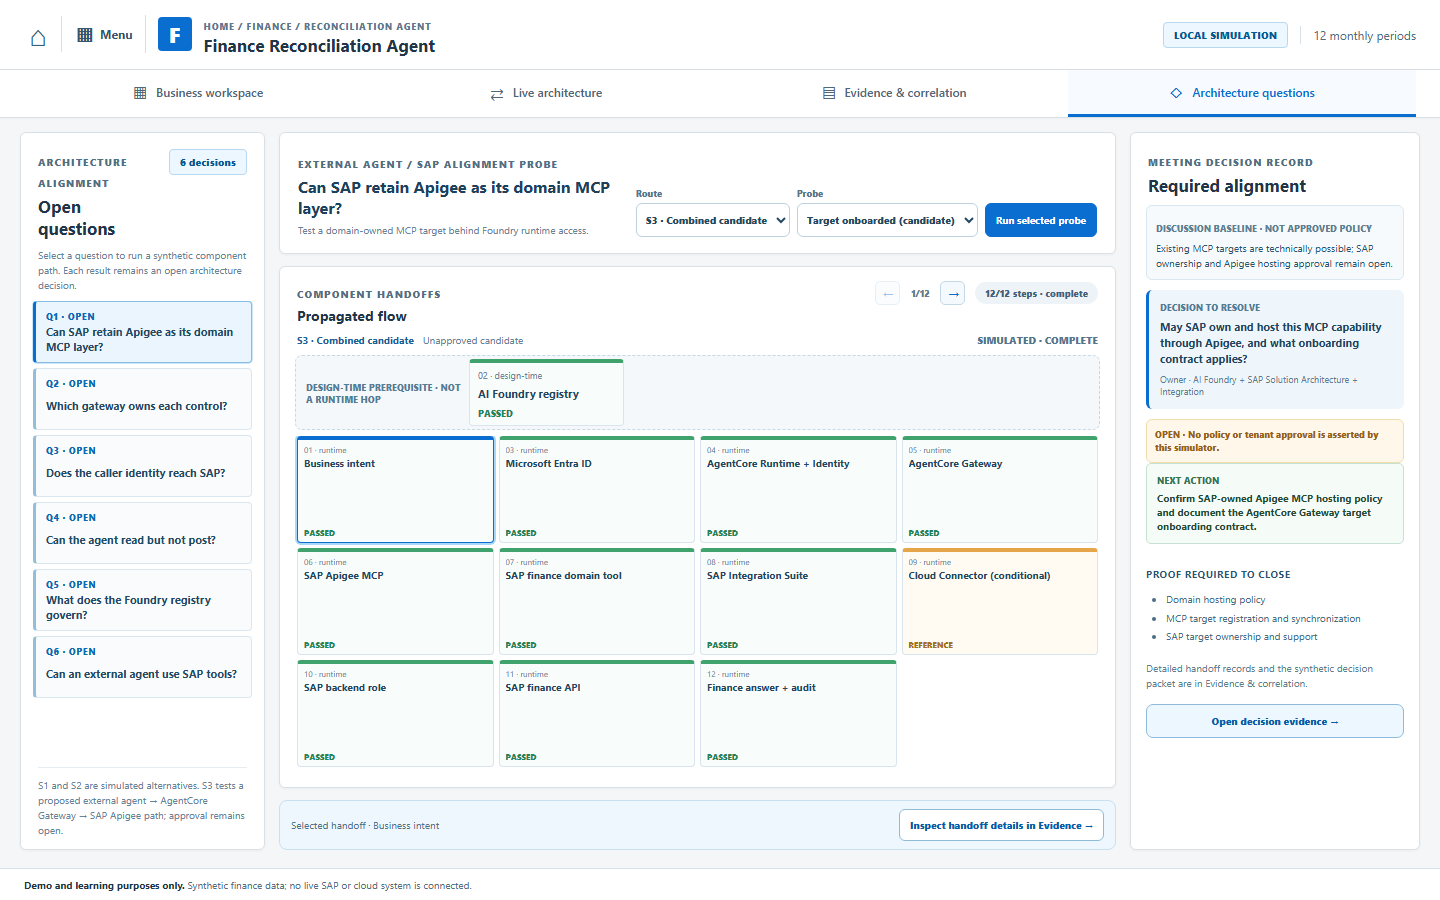 Menu
F
HOME / FINANCE / RECONCILIATION AGENT
Finance Reconciliation Agent
LOCAL SIMULATION
12 monthly periods
Business workspace
Live architecture
Evidence & correlation
Architecture questions
ARCHITECTURE
ALIGNMENT
6 decisions
Open
questions
Select a question to run a synthetic component
path. Each result remains an open architecture
decision.
Q1 · OPEN
Can SAP retain Apigee as its domain
MCP layer?
Q2 · OPEN
Which gateway owns each control?
Q3 · OPEN
Does the caller identity reach SAP?
Q4 · OPEN
Can the agent read but not post?
Q5 · OPEN
What does the Foundry registry
govern?
Q6 · OPEN
Can an external agent use SAP tools?
S1 and S2 are simulated alternatives. S3 tests a
proposed external agent → AgentCore
Gateway → SAP Apigee path; approval remains
open.
EXTERNAL AGENT / SAP ALIGNMENT PROBE
Can SAP retain Apigee as its domain MCP
layer?
Test a domain-owned MCP target behind Foundry runtime access.
Route
S3 · Combined candidate
Probe
Target onboarded (candidate)
Run selected probe
COMPONENT HANDOFFS
Propagated flow
←
1/12
→
12/12 steps · complete
S3 · Combined candidate Unapproved candidate
SIMULATED · COMPLETE
DESIGN-TIME PREREQUISITE · NOT
A RUNTIME HOP
02 · design-time
AI Foundry registry
PASSED
01 · runtime
Business intent
PASSED
03 · runtime
Microsoft Entra ID
PASSED
04 · runtime
AgentCore Runtime + Identity
PASSED
05 · runtime
AgentCore Gateway
PASSED
06 · runtime
SAP Apigee MCP
PASSED
07 · runtime
SAP finance domain tool
PASSED
08 · runtime
SAP Integration Suite
PASSED
09 · runtime
Cloud Connector (conditional)
REFERENCE
10 · runtime
SAP backend role
PASSED
11 · runtime
SAP finance API
PASSED
12 · runtime
Finance answer + audit
PASSED
Selected handoff · Business intent
Inspect handoff details in Evidence →
MEETING DECISION RECORD
Required alignment
DISCUSSION BASELINE · NOT APPROVED POLICY
Existing MCP targets are technically possible; SAP
ownership and Apigee hosting approval remain open.
DECISION TO RESOLVE
May SAP own and host this MCP capability
through Apigee, and what onboarding
contract applies?
Owner · AI Foundry + SAP Solution Architecture +
Integration
OPEN · No policy or tenant approval is asserted by
this simulator.
NEXT ACTION
Confirm SAP-owned Apigee MCP hosting policy
and document the AgentCore Gateway target
onboarding contract.
PROOF REQUIRED TO CLOSE
• Domain hosting policy
• MCP target registration and synchronization
• SAP target ownership and support
Detailed handoff records and the synthetic decision
packet are in Evidence & correlation.
Open decision evidence →
Demo and learning purposes only. Synthetic finance data; no live SAP or cloud system is connected.